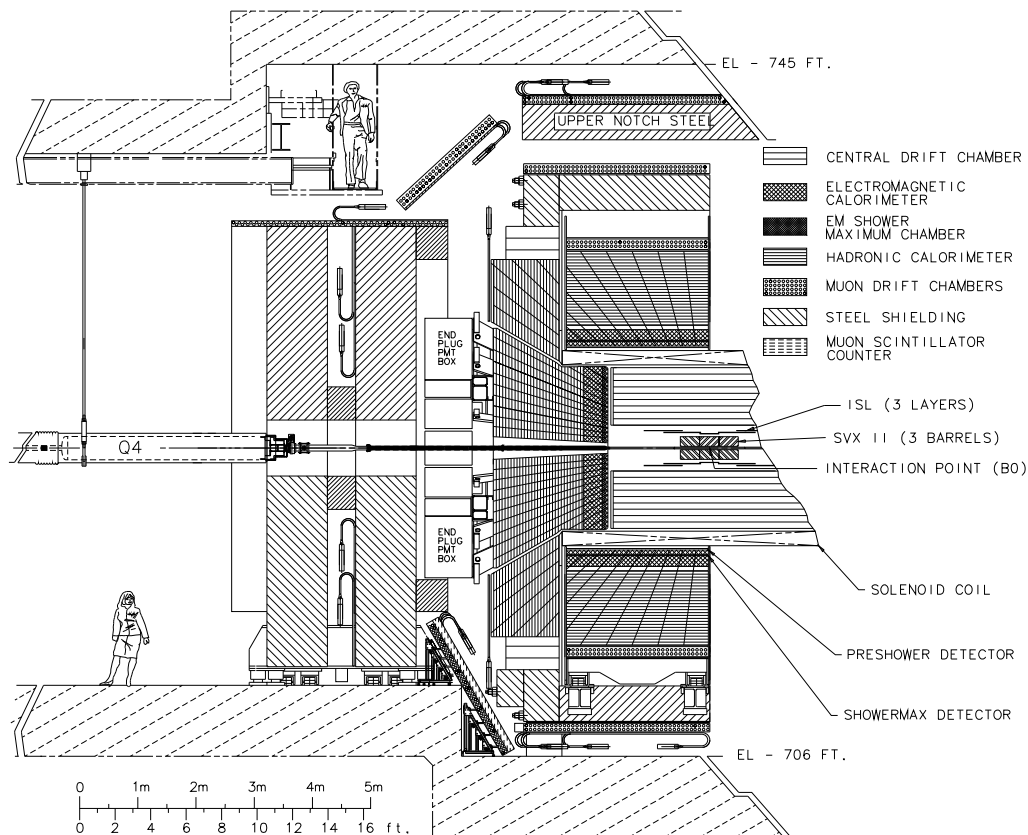 EL - 745 FT.
UPPER NOTCH STEEL
CENTRAL DRIFT CHAMBER
ELECTROMAGNETIC
CALORIMETER
EM SHOWER
MAXIMUM CHAMBER
HADRONIC CALORIMETER
MUON DRIFT CHAMBERS
STEEL SHIELDING
MUON SCINTILLATOR
COUNTER
END
PLUG
PMT
BOX
ISL (3 LAYERS)
Q4
SVX II (3 BARRELS)
INTERACTION POINT (B0)
END
PLUG
PMT
BOX
SOLENOID COIL
PRESHOWER DETECTOR
SHOWERMAX DETECTOR
EL - 706 FT.
0 1m 2m 3m 4m 5m
0 2 4 6 8 10 12 14 16 ft.